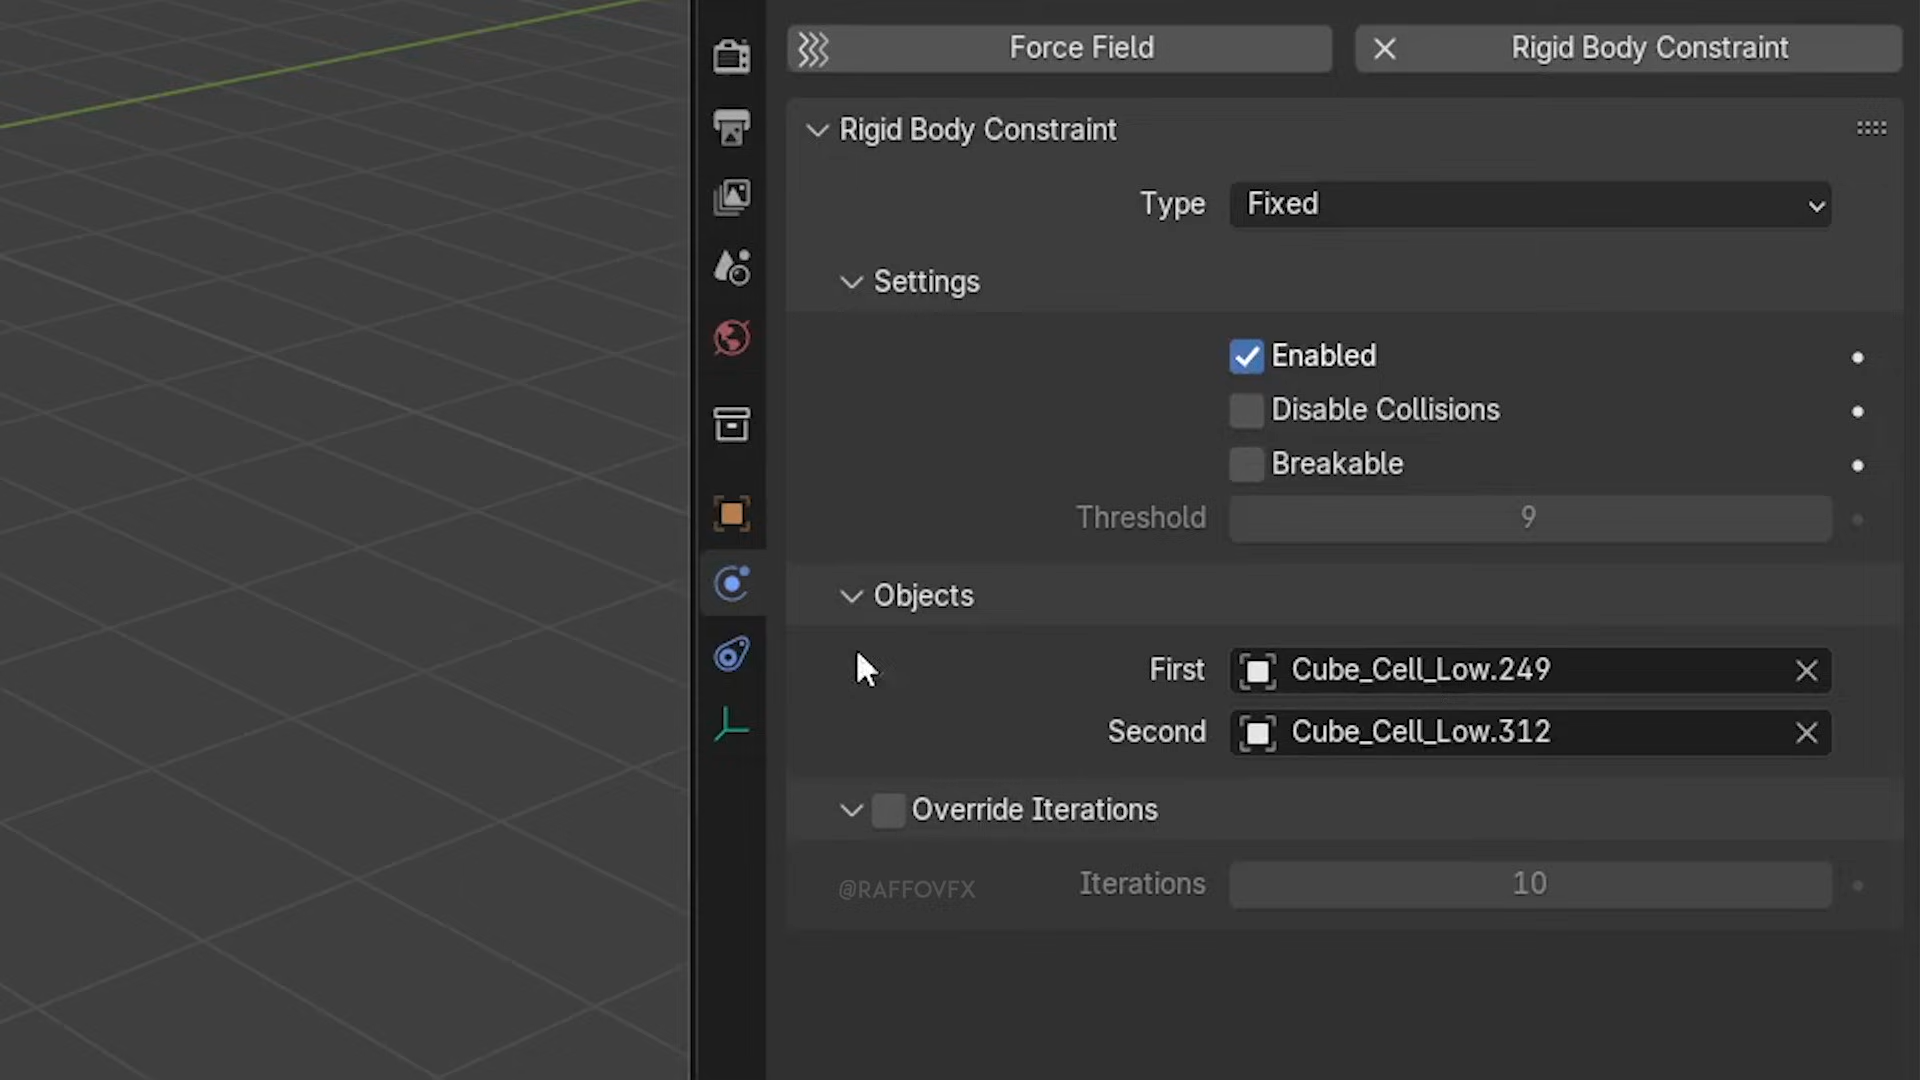 Force Field
Rigid Body Constraint
Rigid Body Constraint
Type Fixed
Settings
Enabled
Disable Collisions
Breakable
Threshold 9
Objects
First Cube_Cell_Low.249
Second Cube_Cell_Low.312
Override Iterations
@RAFFOVFX Iterations 10